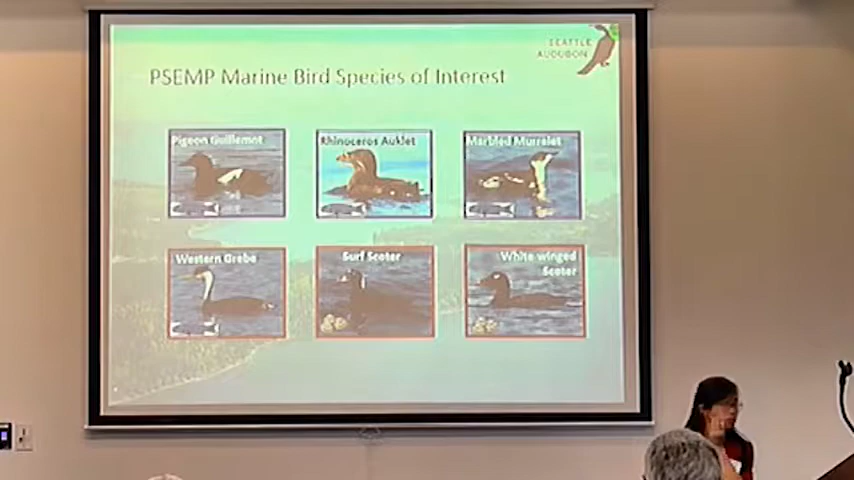 SEATTLE
AUDUBON
PSEMP Marine Bird Species of Interest
Pigeon Guillemot
Rhinoceros Auklet
Marbled Murrelet
Western Grebe
Surf Scoter
White-winged
Scoter